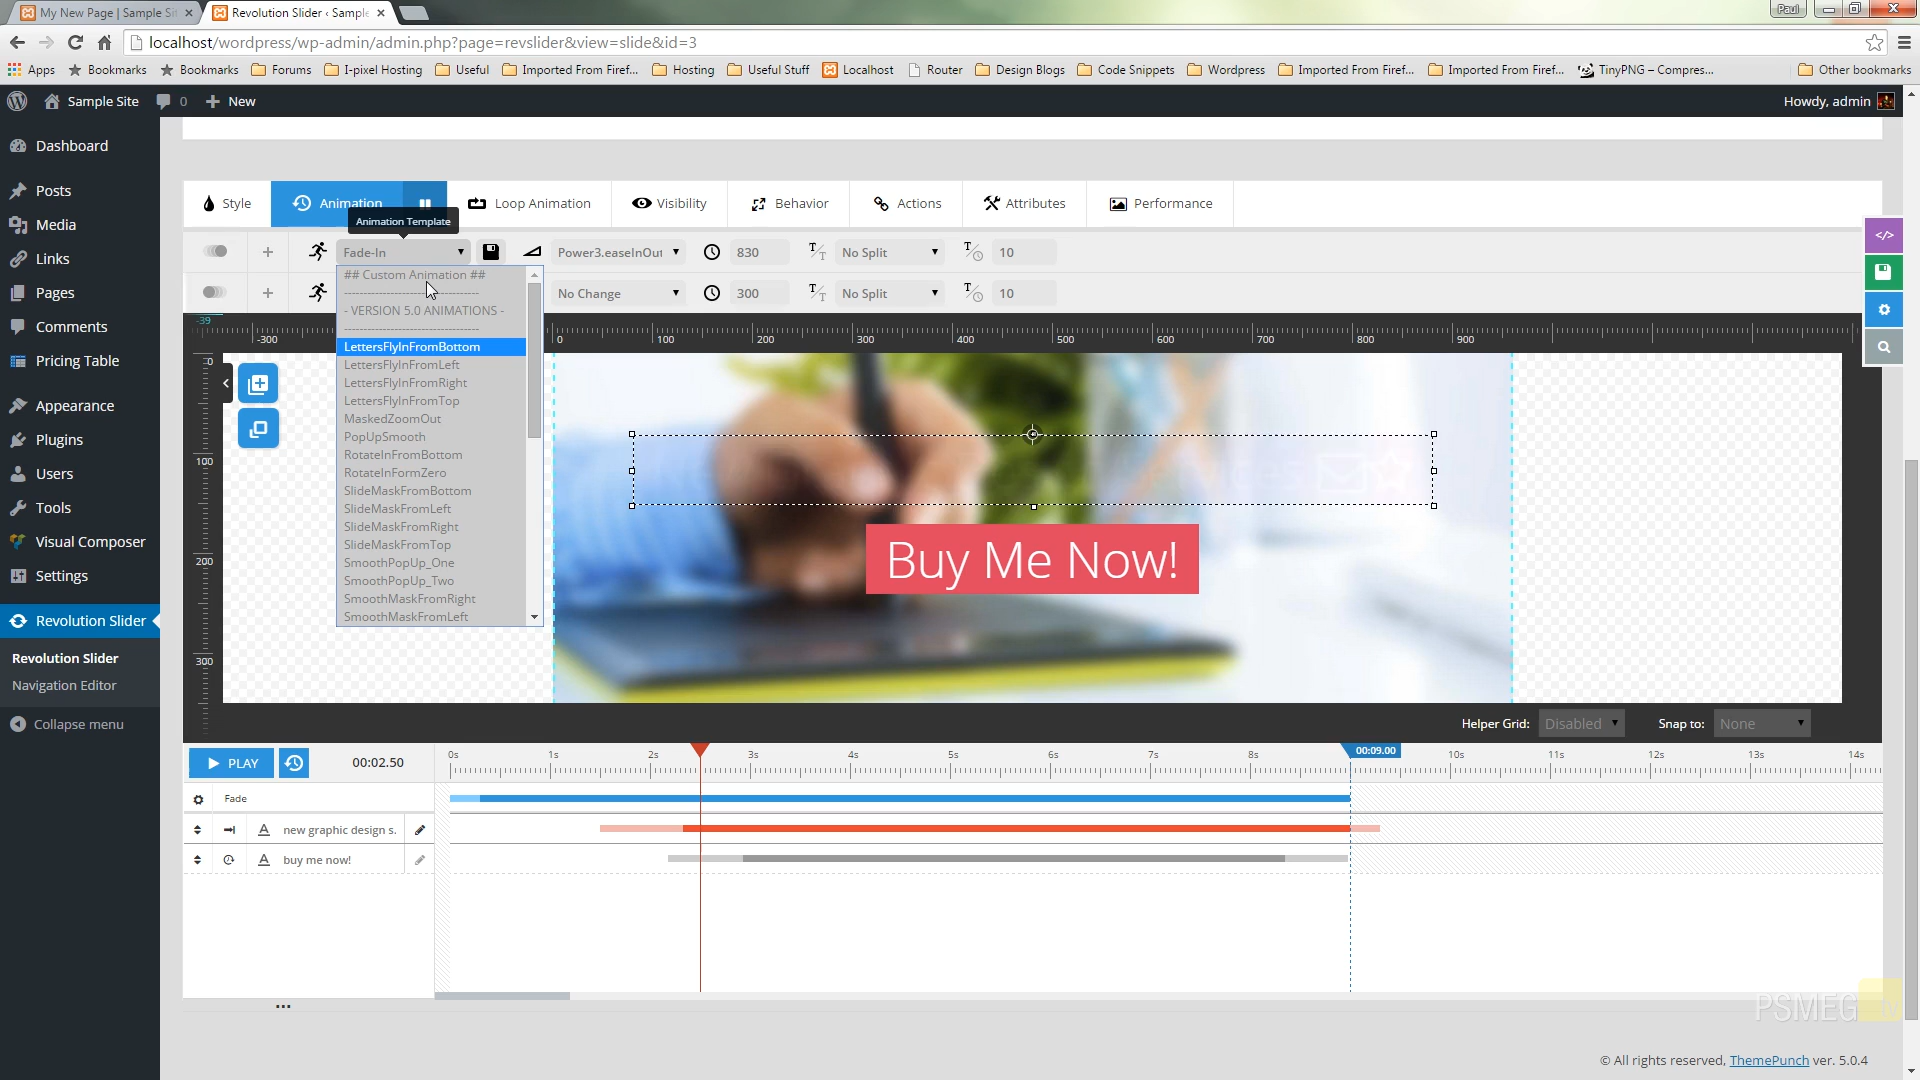 My New Page | Sample Sit
Revolution Slider ‹ Sample
Paul
localhost/wordpress/wp-admin/admin.php?page=revslider&view=slide&id=3
Apps Bookmarks Bookmarks Forums I-pixel Hosting Useful Imported From Firef... Hosting Useful Stuff Localhost Router Design Blogs Code Snippets Wordpress Imported From Firef... Imported From Firef... TinyPNG – Compres... Other bookmarks
Sample Site 0 New Howdy, admin
Dashboard
Posts
Media
Links
Pages
Comments
Pricing Table
Appearance
Plugins
Users
Tools
Visual Composer
Settings
Revolution Slider
Revolution Slider
Navigation Editor
Collapse menu
Style Animation Loop Animation Visibility Behavior Actions Attributes Performance
Animation Template
Fade-In Power3.easeInOut 830 No Split 10
No Change 300 No Split 10
## Custom Animation ##
- VERSION 5.0 ANIMATIONS -
LettersFlyInFromBottom
LettersFlyInFromLeft
LettersFlyInFromRight
LettersFlyInFromTop
MaskedZoomOut
PopUpSmooth
RotateInFromBottom
RotateInFormZero
SlideMaskFromBottom
SlideMaskFromLeft
SlideMaskFromRight
SlideMaskFromTop
SmoothPopUp_One
SmoothPopUp_Two
SmoothMaskFromRight
SmoothMaskFromLeft
-39
-300 0 100 200 300 400 500 600 700 800 900
0
100
200
300
</>
Buy Me Now!
Helper Grid: Disabled Snap to: None
PLAY 00:02.50
0s 1s 2s 3s 4s 5s 6s 7s 8s 00:09.00 10s 11s 12s 13s 14s
Fade
new graphic design s.
buy me now!
...
© All rights reserved, ThemePunch ver. 5.0.4